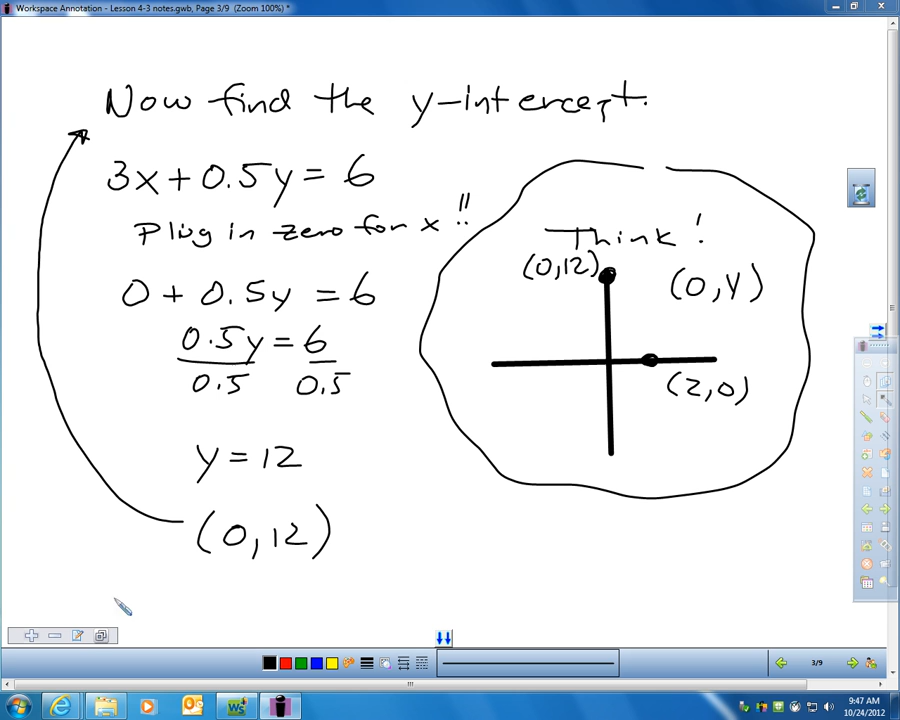 Workspace Annotation - Lesson 4-3 notes.gwb, Page 3/9 (Zoom 100%) *
Now find the y-intercept.
3x + 0.5y = 6
Plug in zero for x !!
0 + 0.5y = 6
0.5y = 6
0.5 0.5
y = 12
(0,12)
Think!
(0,12)
(0,y)
(2,0)
3/9
WS
9:47 AM
10/24/2012